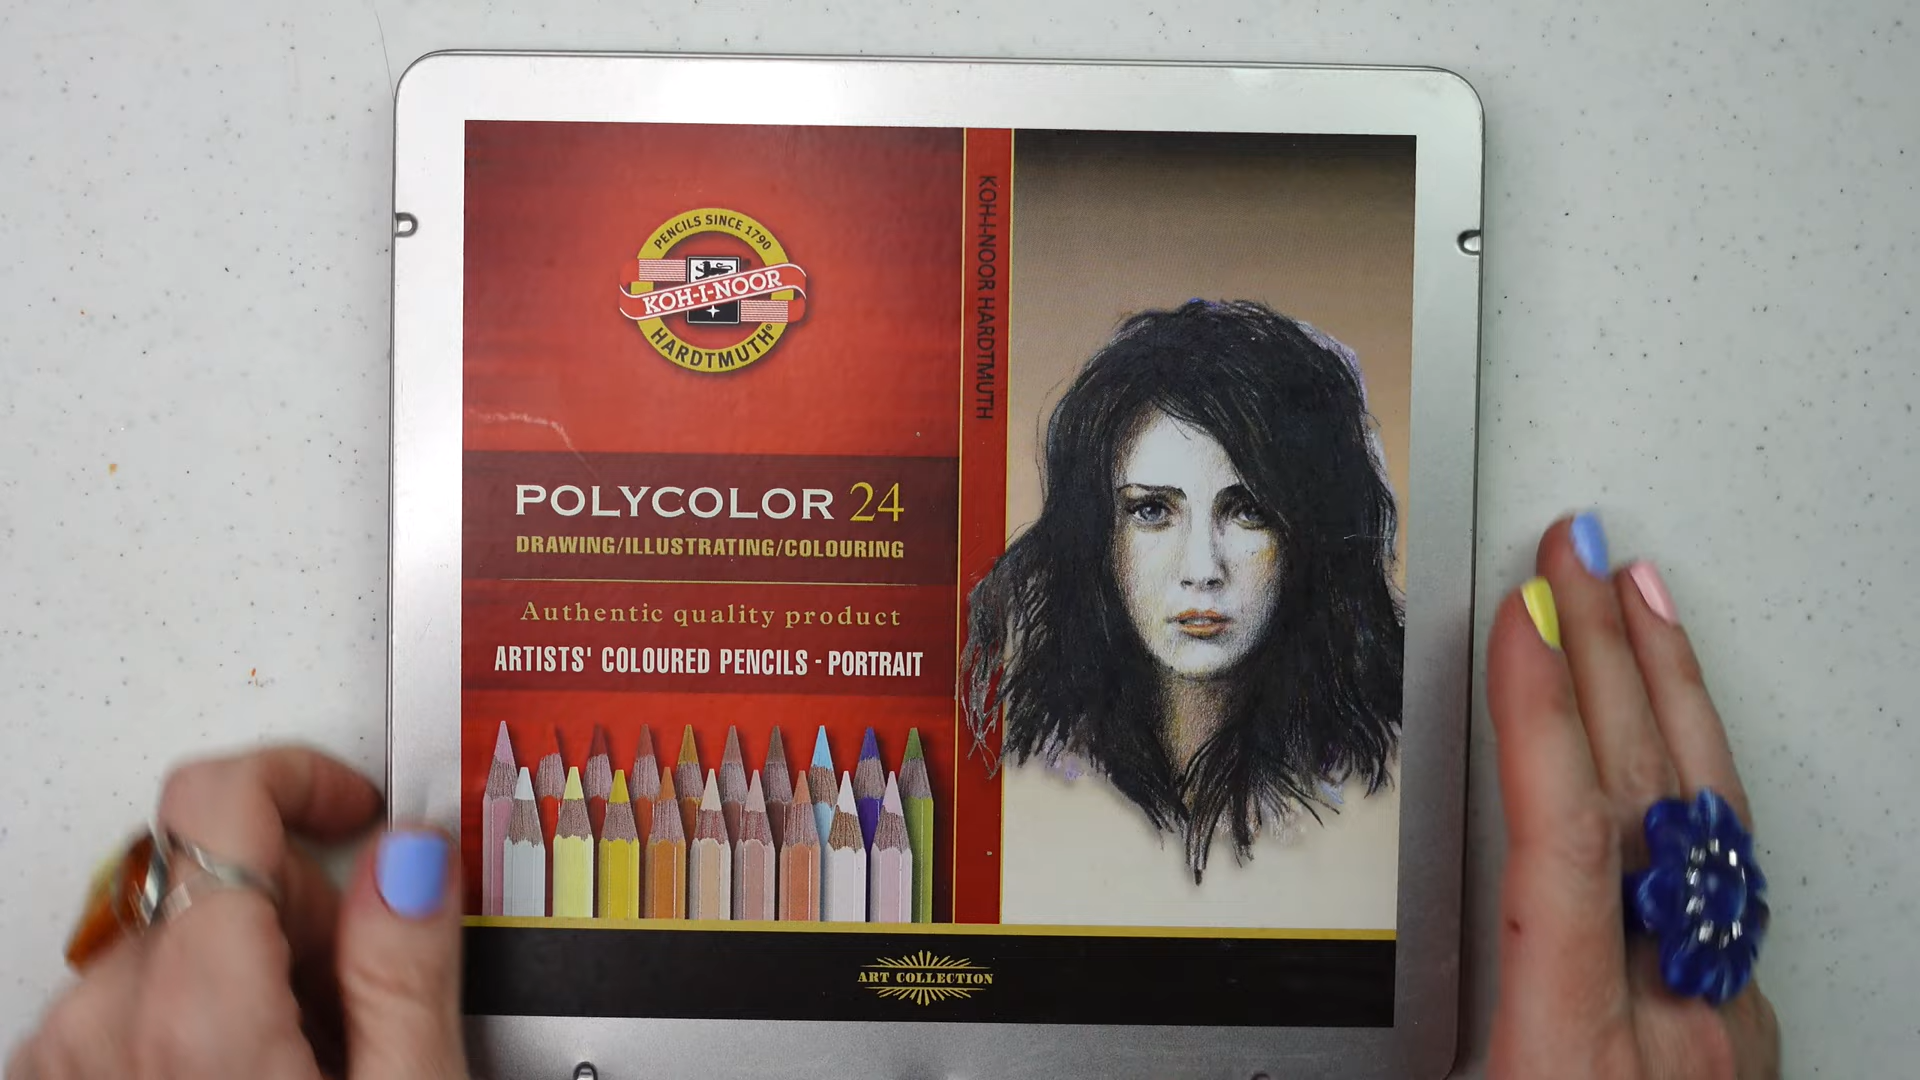 PENCILS SINCE 1790
KOH-I-NOOR
HARDTMUTH®
POLYCOLOR 24
DRAWING/ILLUSTRATING/COLOURING
Authentic quality product
ARTISTS' COLOURED PENCILS - PORTRAIT
KOH-I-NOOR HARDTMUTH
ART COLLECTION